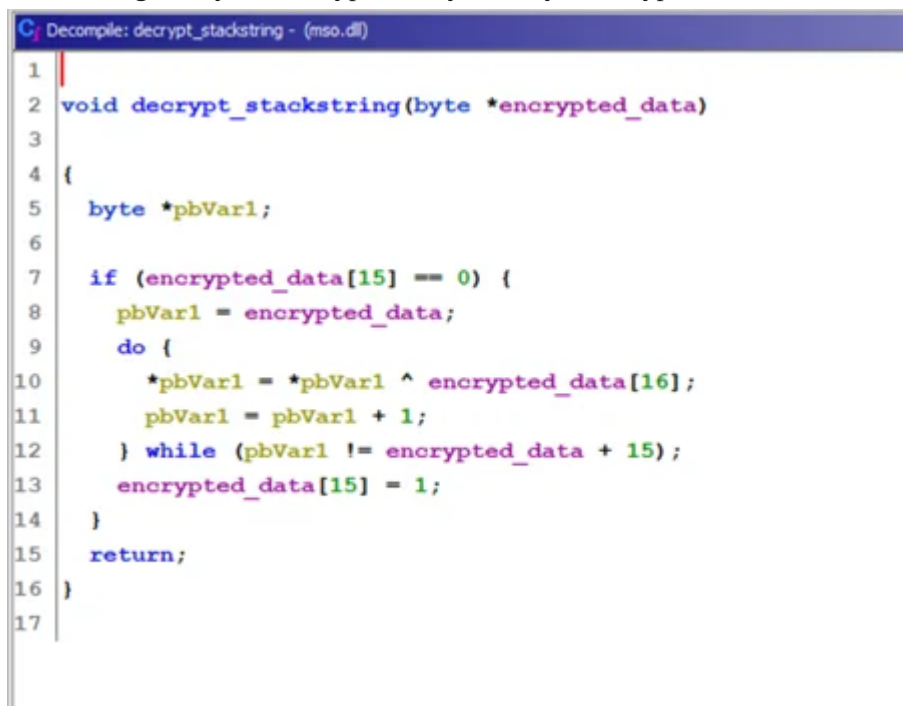 Decompile: decrypt_stackstring - (mso.dll)
1
2 void decrypt_stackstring(byte *encrypted_data)
3
4 {
5 byte *pbVar1;
6
7 if (encrypted_data[15] == 0) {
8 pbVar1 = encrypted_data;
9 do {
10 *pbVar1 = *pbVar1 ^ encrypted_data[16];
11 pbVar1 = pbVar1 + 1;
12 } while (pbVar1 != encrypted_data + 15);
13 encrypted_data[15] = 1;
14 }
15 return;
16 }
17